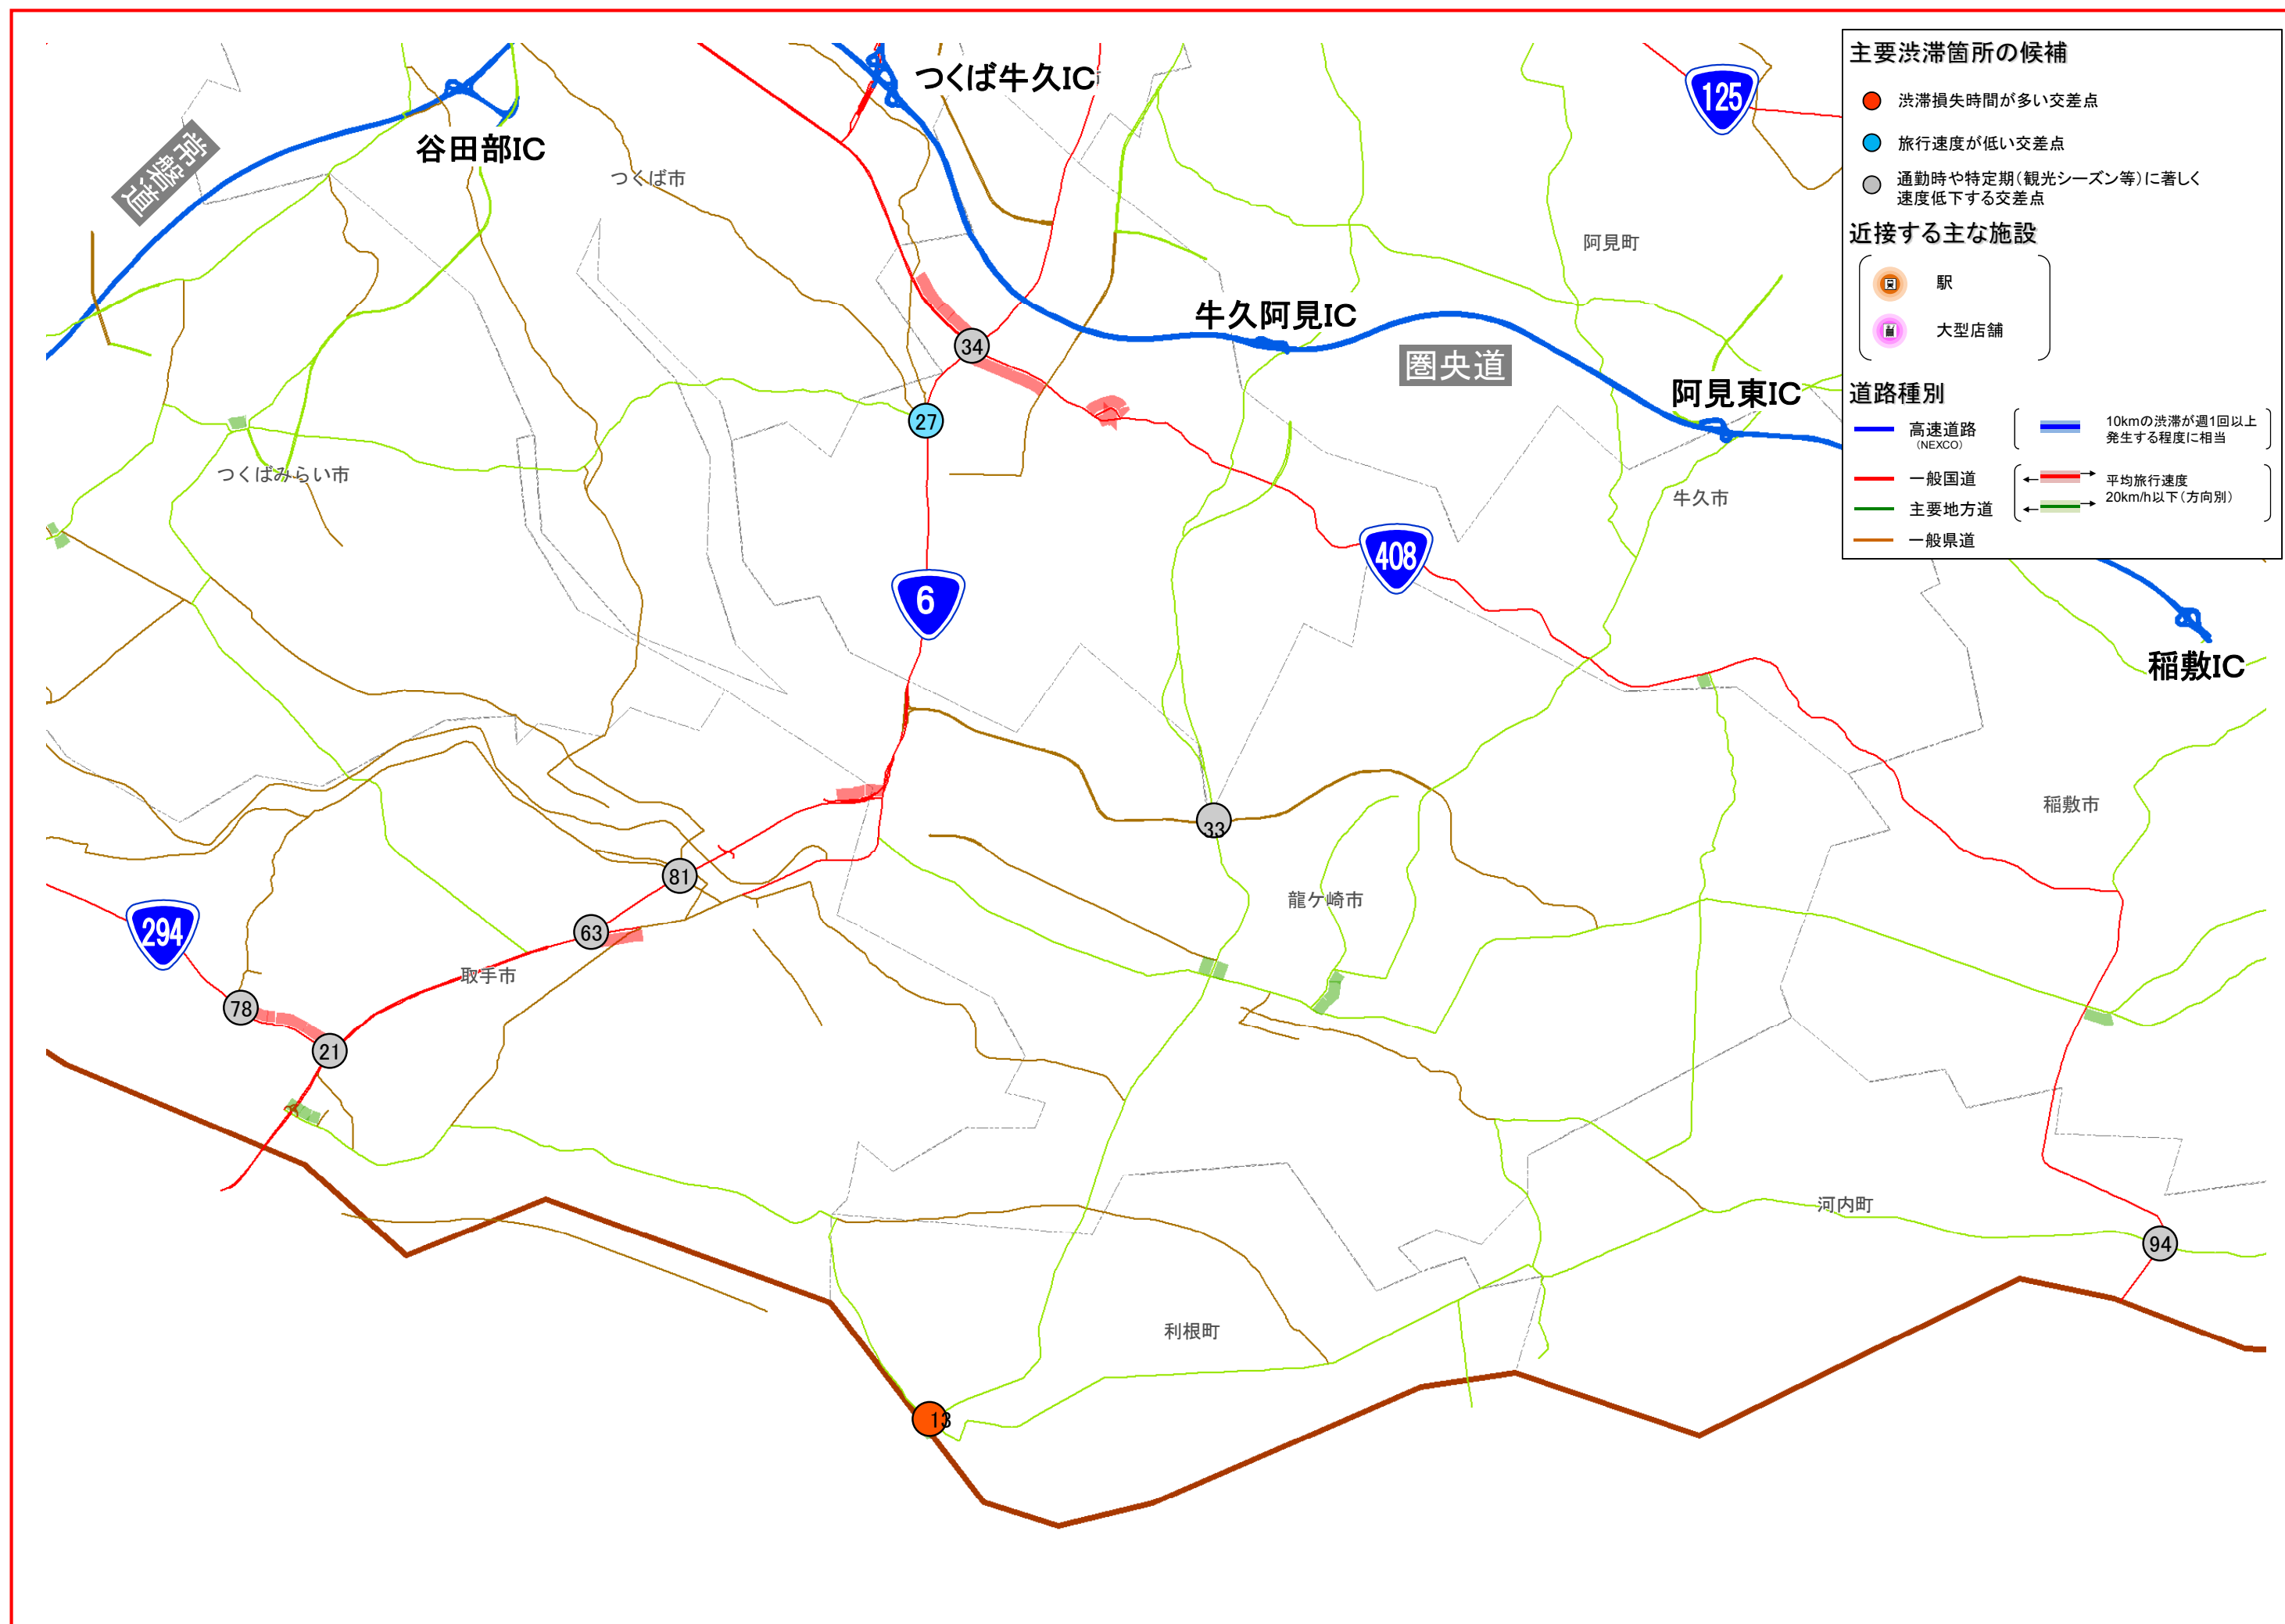 主要渋滞箇所の候補
渋滞損失時間が多い交差点
旅行速度が低い交差点
通勤時や特定期（観光シーズン等）に著しく
速度低下する交差点
近接する主な施設
駅
大型店舗
道路種別
高速道路
(NEXCO)
10kmの渋滞が週1回以上
発生する程度に相当
一般国道
平均旅行速度
20km/h以下（方向別）
主要地方道
一般県道
つくば牛久IC
125
谷田部IC
常磐道
つくば市
阿見町
牛久阿見IC
34
圏央道
阿見東IC
27
つくばみらい市
牛久市
408
6
稲敷IC
稲敷市
33
81
龍ケ崎市
294
63
取手市
78
21
河内町
94
利根町
13